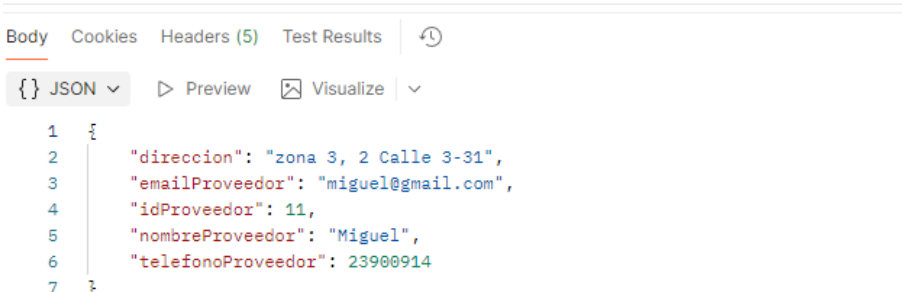 Body Cookies Headers (5) Test Results
{} JSON Preview Visualize
1 {
2 "direccion": "zona 3, 2 Calle 3-31",
3 "emailProveedor": "miguel@gmail.com",
4 "idProveedor": 11,
5 "nombreProveedor": "Miguel",
6 "telefonoProveedor": 23900914
7 }